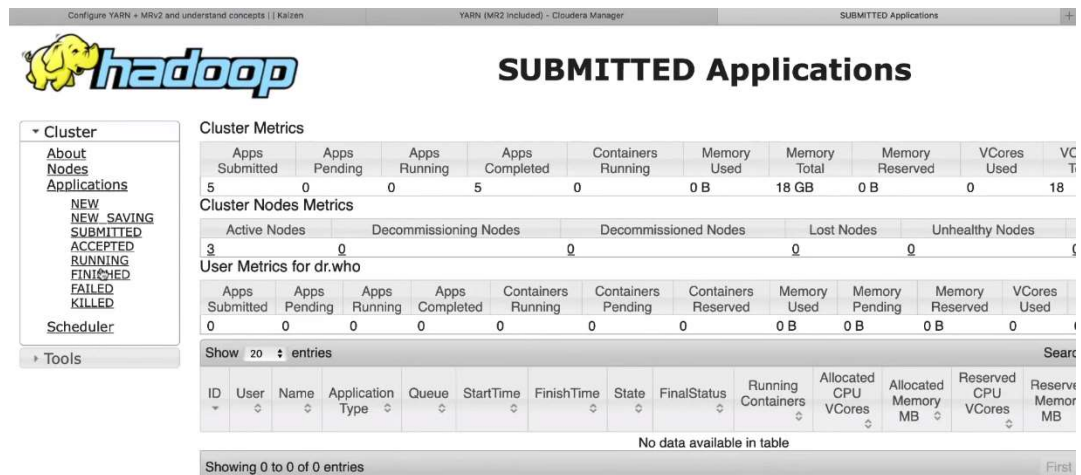 Configure YARN + MRv2 and understand concepts | | Kaizen YARN (MR2 Included) - Cloudera Manager SUBMITTED Applications +
hadoop
SUBMITTED Applications
Cluster
About
Nodes
Applications
NEW
NEW_SAVING
SUBMITTED
ACCEPTED
RUNNING
FINISHED
FAILED
KILLED
Scheduler
Tools
Cluster Metrics
Apps Submitted Apps Pending Apps Running Apps Completed Containers Running Memory Used Memory Total Memory Reserved VCores Used
5 0 0 5 0 0 B 18 GB 0 B 0 18
Cluster Nodes Metrics
Active Nodes Decommissioning Nodes Decommissioned Nodes Lost Nodes Unhealthy Nodes
3 0 0 0 0
User Metrics for dr.who
Apps Submitted Apps Pending Apps Running Apps Completed Containers Running Containers Pending Containers Reserved Memory Used Memory Pending Memory Reserved VCores Used
0 0 0 0 0 0 0 0 B 0 B 0 B 0
Show 20 entries Searc
ID User Name Application Type Queue StartTime FinishTime State FinalStatus Running Containers Allocated CPU VCores Allocated Memory MB Reserved CPU VCores Reserve Memor MB
No data available in table
Showing 0 to 0 of 0 entries First